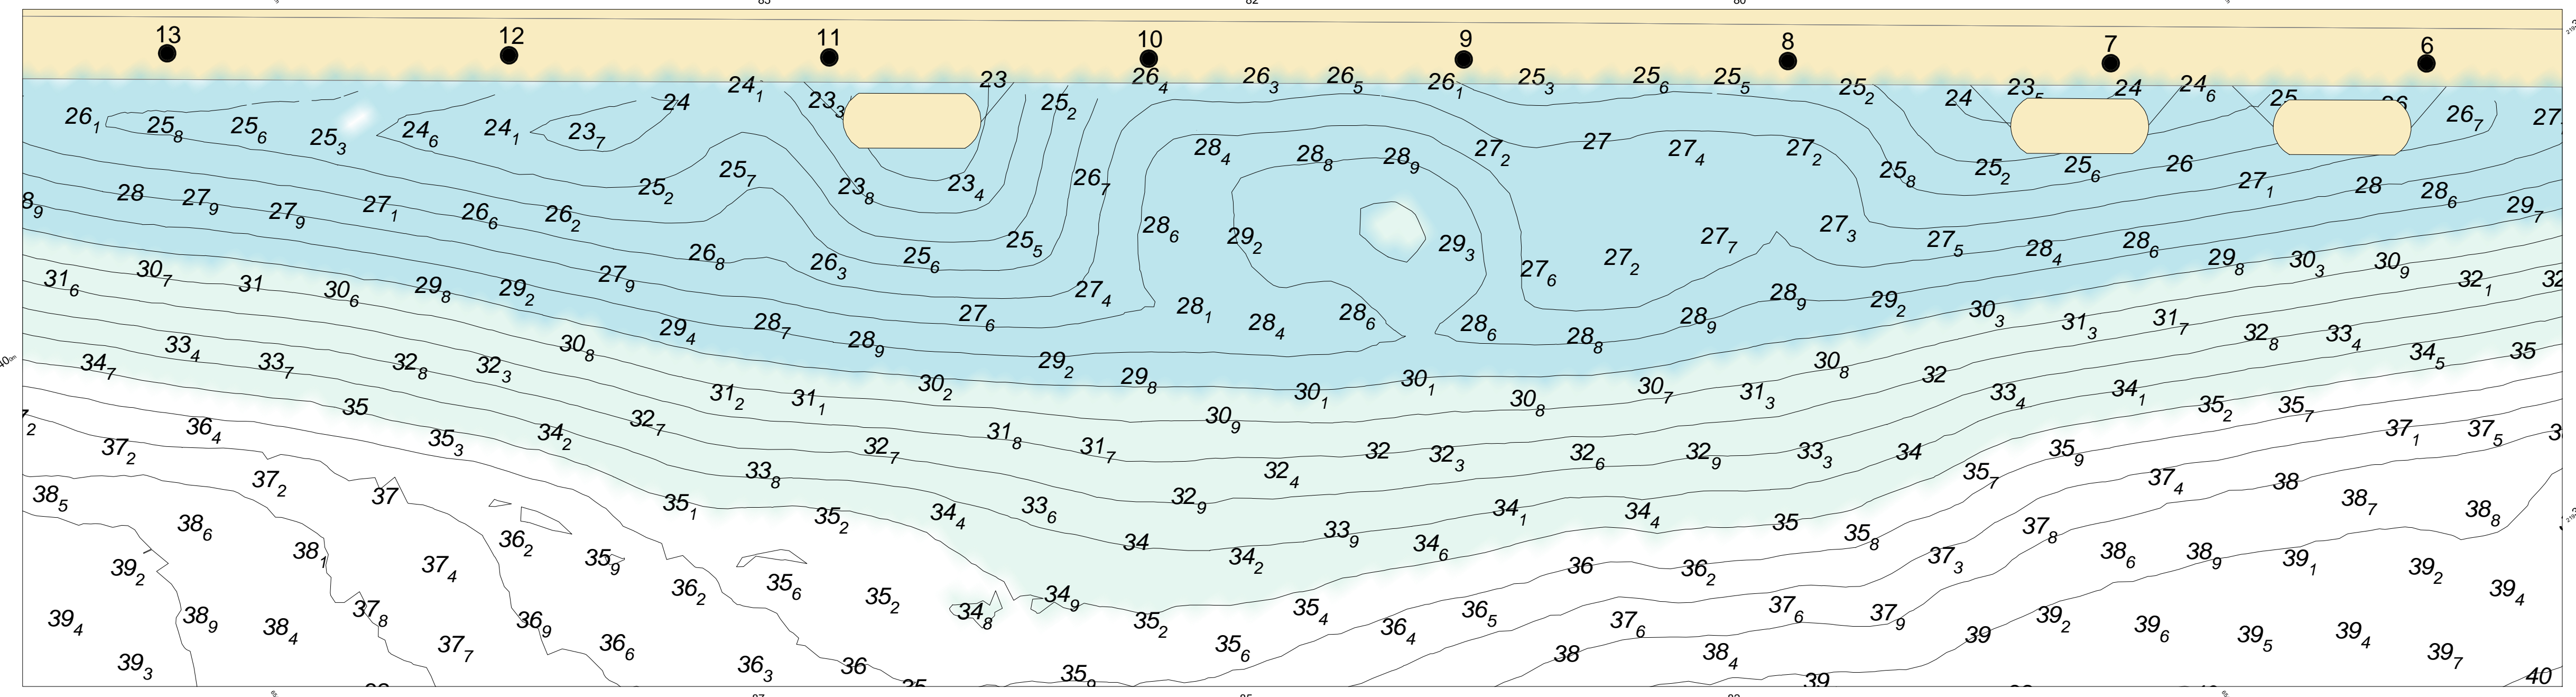 83 82 80
13 12 11 10 9 8 7 6
24₁ 23 26₄ 26₃ 26₅ 26₁ 25₃ 25₆ 25₅ 25₂ 23₅ 24 24₆
26₁ 25₈ 25₆ 25₃ 24₆ 24₁ 23₇ 24 23₃ 25₂ 24 25 26₇ 27
28₄ 28₈ 28₉ 27₂ 27 27₄ 27₂ 25₈ 25₂ 25₆ 26
28 27₉ 27₉ 27₁ 26₆ 26₂ 25₂ 25₇ 23₈ 23₄ 26₇ 27₁ 28 28₆ 29₇
26₈ 26₃ 25₆ 25₅ 28₆ 29₂ 29₃ 27₆ 27₂ 27₇ 27₃ 27₅ 28₄ 28₆ 29₈ 30₃ 30₉ 32₁
31₆ 30₇ 31 30₆ 29₈ 29₂ 27₉ 27₄
29₄ 28₇ 28₉ 27₆ 28₁ 28₄ 28₆ 28₆ 28₈ 28₉ 28₉ 29₂ 30₃ 31₃ 31₇ 32₈ 33₄ 34₅ 35
34₇ 33₄ 33₇ 32₈ 32₃ 30₈ 29₂ 29₈
31₂ 31₁ 30₂ 30₉ 30₁ 30₁ 30₈ 30₇ 31₃ 30₈ 32 33₄ 34₁ 35₂ 35₇ 37₁ 37₅
36₄ 35 35₃ 34₂ 32₇ 32₇ 31₈ 31₇
37₂ 37₂ 37 33₈ 32₉ 32₄ 32 32₃ 32₆ 32₉ 33₃ 34 35₇ 35₉ 37₄ 38 38₇ 38₈
38₅ 38₆ 38₁ 36₂ 35₁ 35₂ 34₄ 33₆ 34 34₂ 33₉ 34₆ 34₁ 34₄ 35 35₈ 37₃ 37₈ 38₆ 38₉ 39₁ 39₂ 39₄
39₂ 37₄ 35₉ 36₂ 35₆ 35₂ 34₈ 34₉ 35₂ 35₄ 36 36₂
39₄ 38₉ 38₄ 37₈ 37₇ 36₉ 36₆ 35₆ 36₄ 36₅ 37₆ 37₆ 37₉ 39 39₂ 39₆ 39₅ 39₄ 39₇
39₃ 36₃ 36 35₉ 38 38₄ 39 40